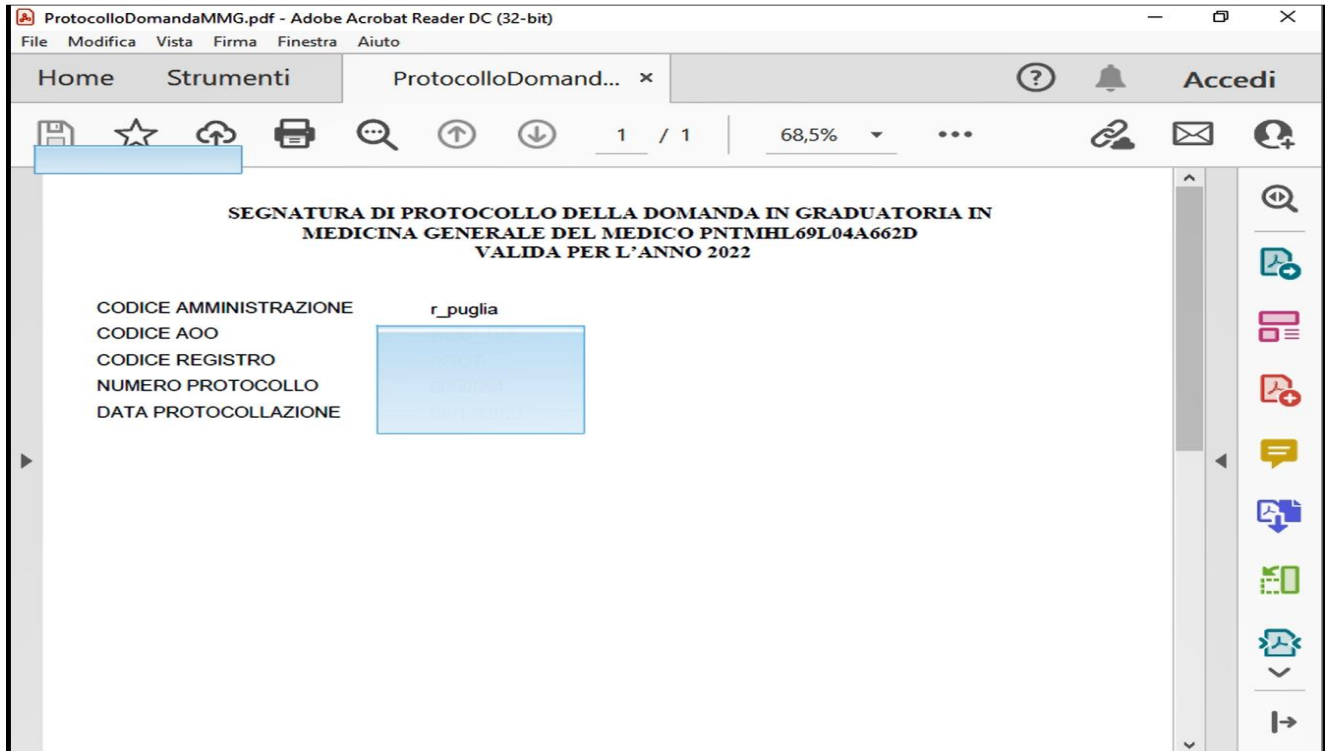 ProtocolloDomandaMMG.pdf - Adobe Acrobat Reader DC (32-bit)
File Modifica Vista Firma Finestra Aiuto
Home Strumenti ProtocolloDomand... × Accedi
1 / 1 68,5%
SEGNATURA DI PROTOCOLLO DELLA DOMANDA IN GRADUATORIA IN
MEDICINA GENERALE DEL MEDICO PNTMHL69L04A662D
VALIDA PER L'ANNO 2022
CODICE AMMINISTRAZIONE r_puglia
CODICE AOO
CODICE REGISTRO
NUMERO PROTOCOLLO
DATA PROTOCOLLAZIONE